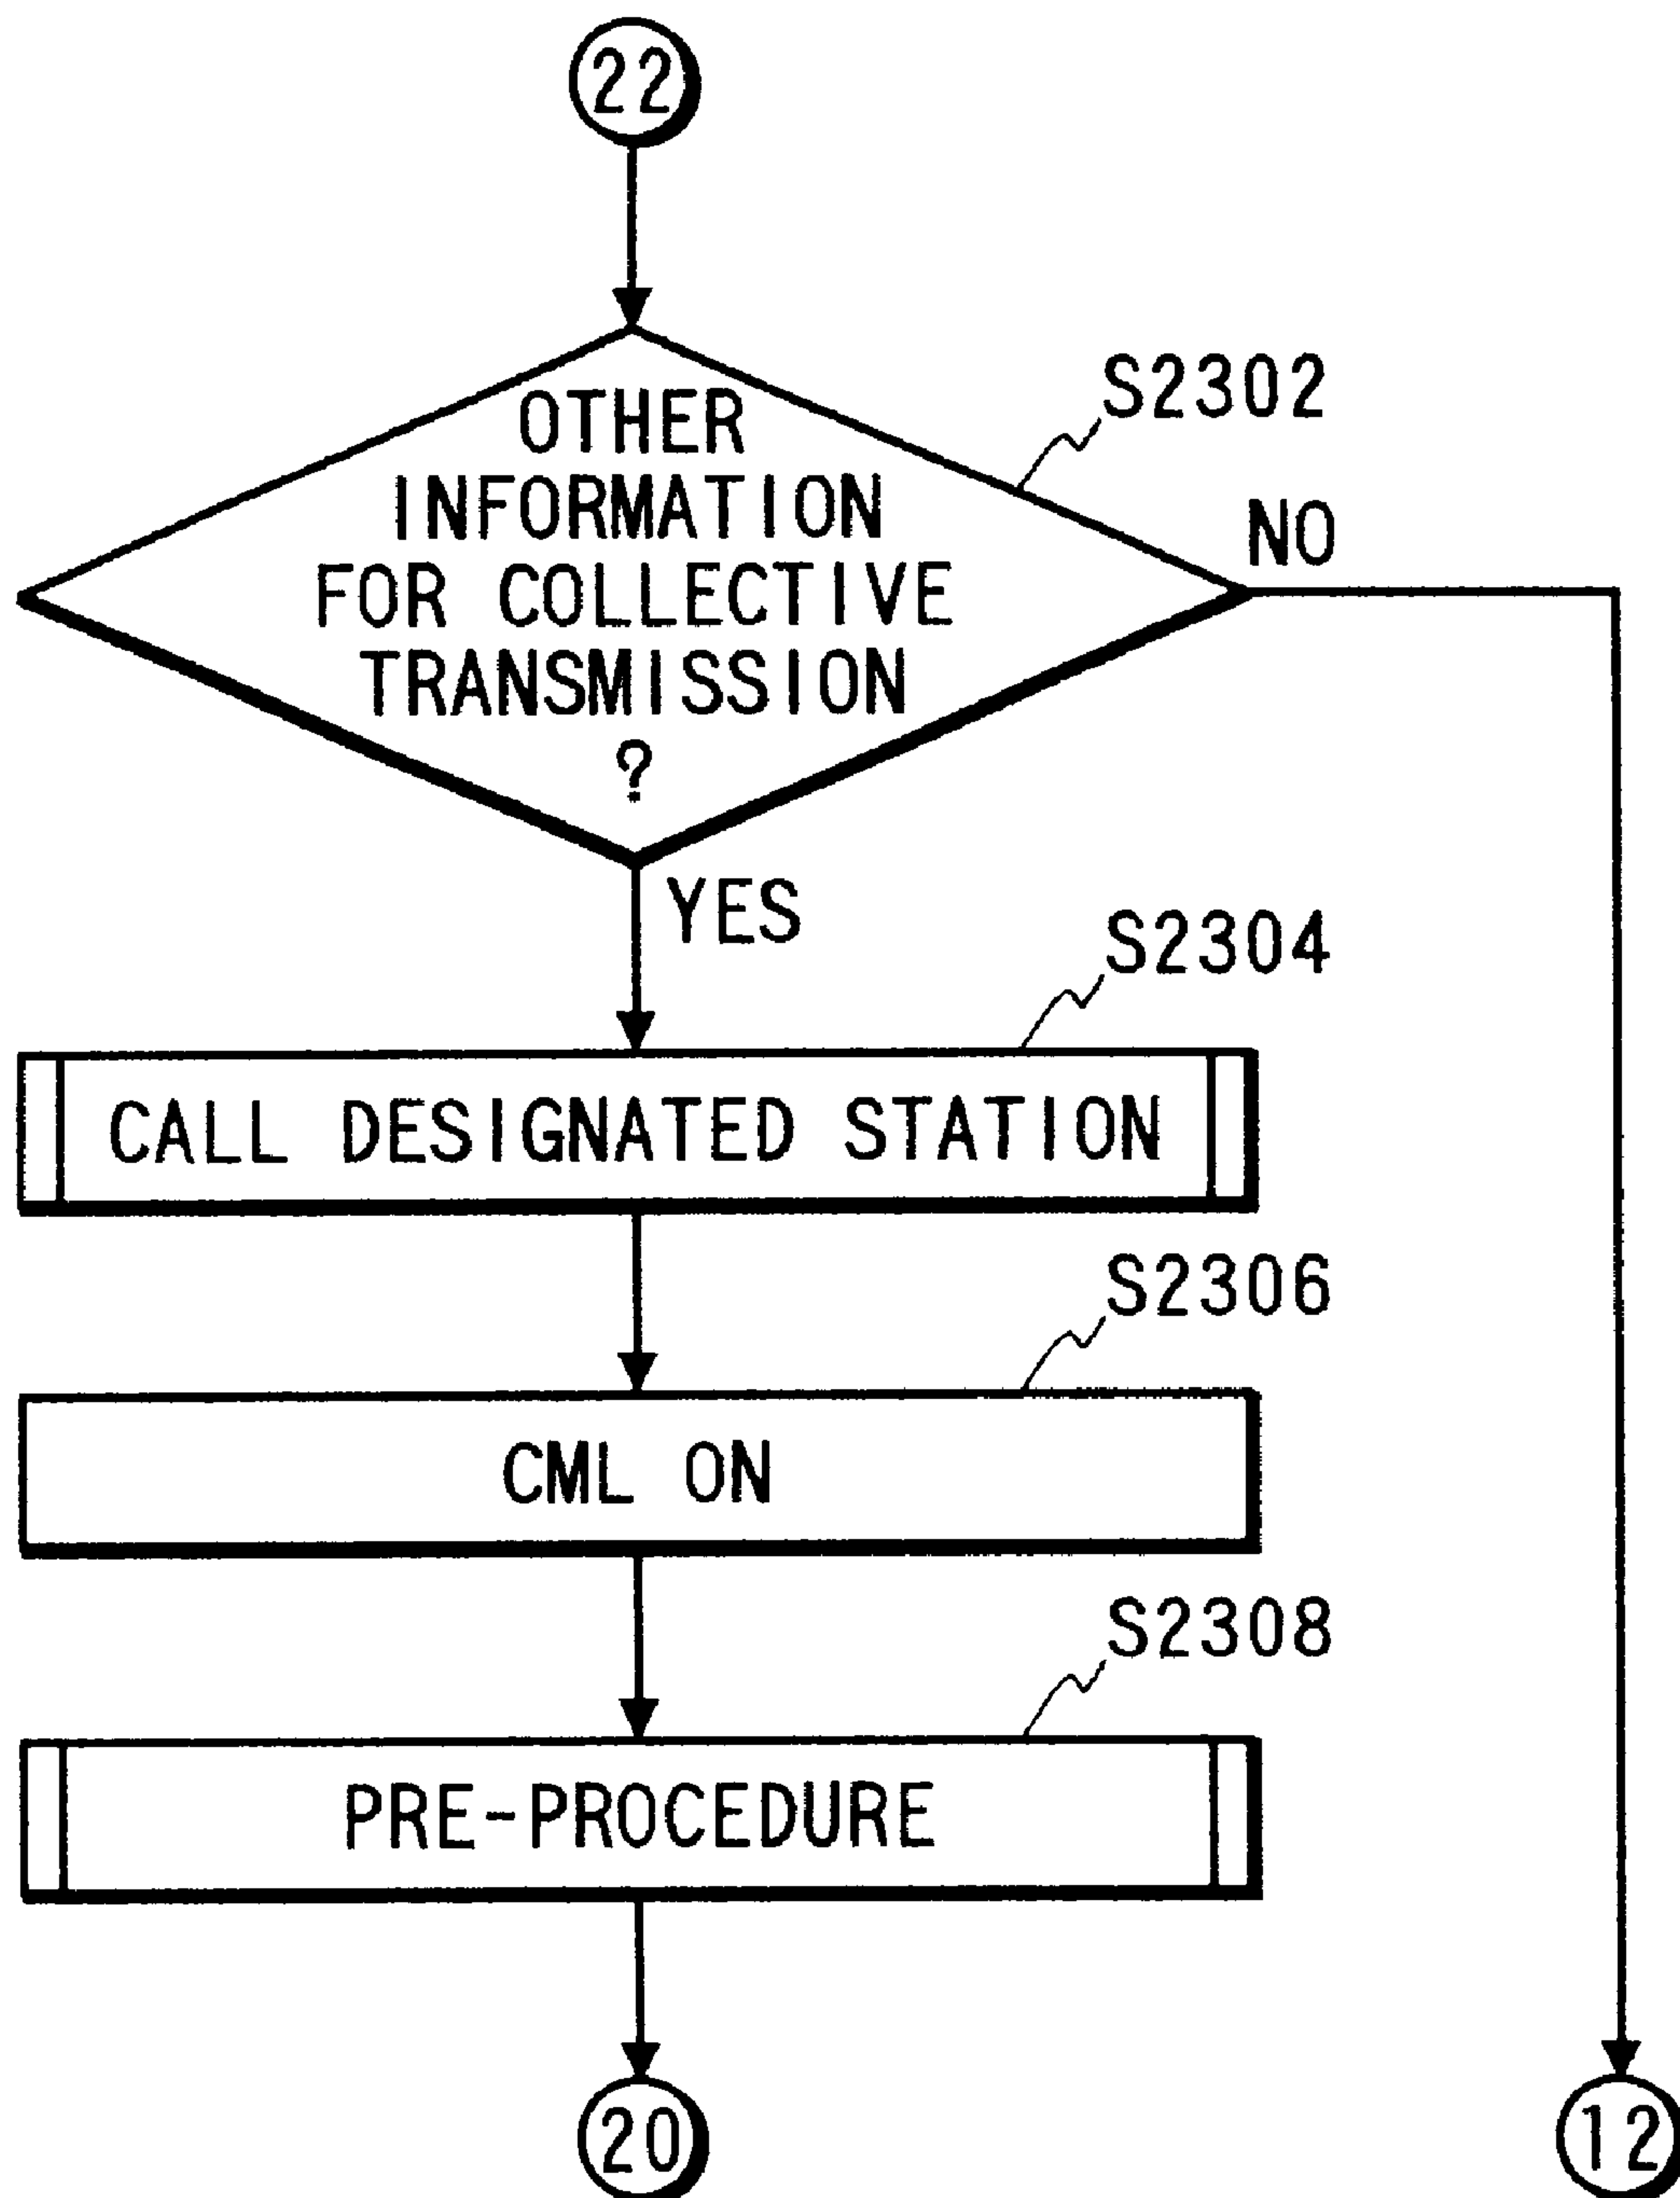 22
S2302
OTHER
INFORMATION
FOR COLLECTIVE
TRANSMISSION
?
NO
YES
S2304
CALL DESIGNATED STATION
S2306
CML ON
S2308
PRE-PROCEDURE
20
12